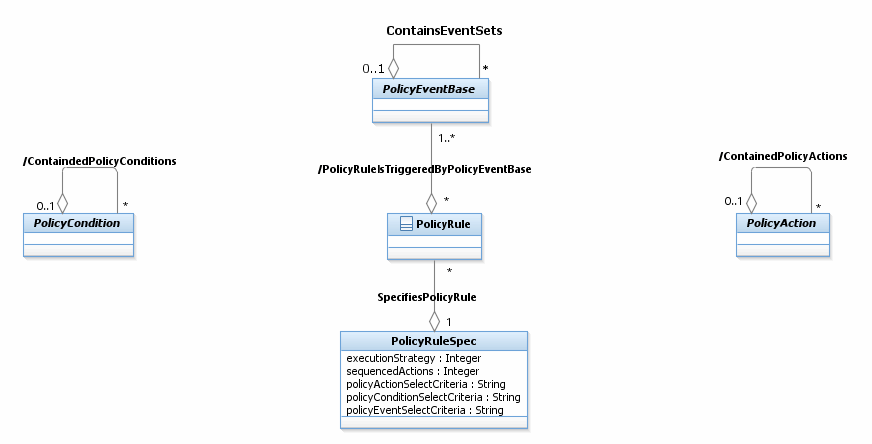 ContainsEventSets
0..1
*
PolicyEventBase
1..*
/ContaindedPolicyConditions
/PolicyRuleIsTriggeredByPolicyEventBase
/ContainedPolicyActions
0..1
*
*
0..1
*
PolicyCondition
PolicyRule
PolicyAction
*
SpecifiesPolicyRule
1
PolicyRuleSpec
executionStrategy : Integer
sequencedActions : Integer
policyActionSelectCriteria : String
policyConditionSelectCriteria : String
policyEventSelectCriteria : String